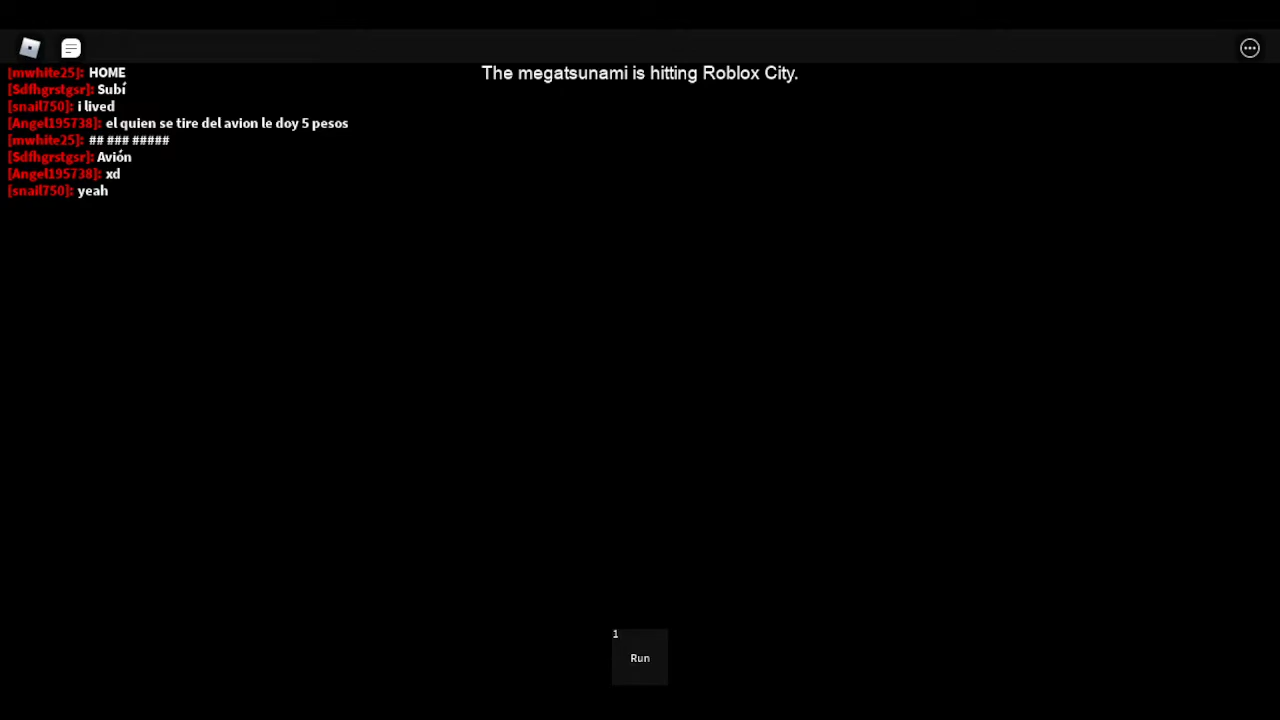 The megatsunami is hitting Roblox City.
[mwhite25]: HOME
[Sdfhgrstgsr]: Subí
[snail750]: i lived
[Angel195738]: el quien se tire del avion le doy 5 pesos
[mwhite25]: ## ### #####
[Sdfhgrstgsr]: Avión
[Angel195738]: xd
[snail750]: yeah
1
Run